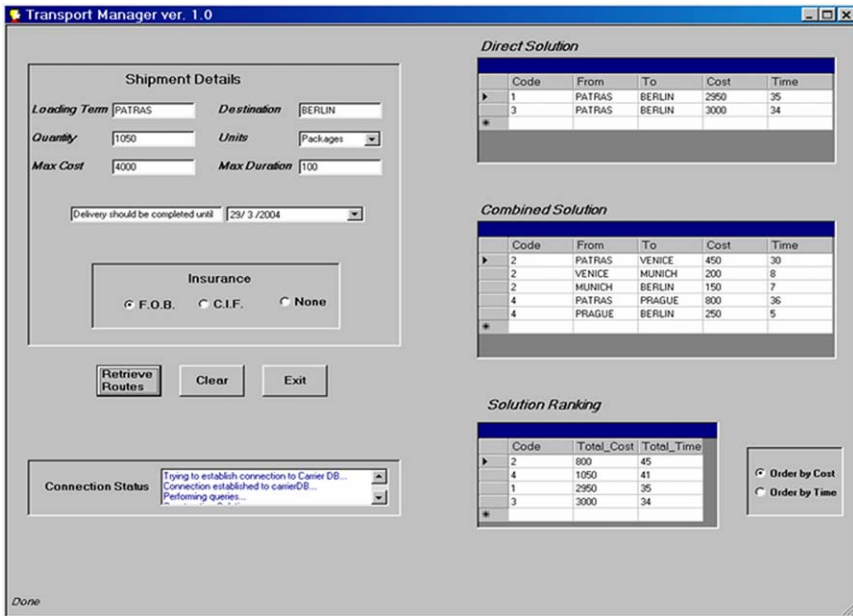 Transport Manager ver. 1.0
Shipment Details
Loading Term PATRAS Destination BERLIN
Quantity 1050 Units Packages
Max Cost 4000 Max Duration 100
Delivery should be completed until 29/ 3 /2004
Insurance
F.O.B. C.I.F. None
Retrieve Routes Clear Exit
Connection Status
Trying to establish connection to Carrier DB...
Connection established to carrierDB...
Performing queries...
Direct Solution
Code From To Cost Time
1 PATRAS BERLIN 2950 35
3 PATRAS BERLIN 3000 34
Combined Solution
Code From To Cost Time
2 PATRAS VENICE 450 30
2 VENICE MUNICH 200 8
2 MUNICH BERLIN 150 7
4 PATRAS PRAGUE 800 36
4 PRAGUE BERLIN 250 5
Solution Ranking
Code Total_Cost Total_Time
2 800 45
4 1050 41
1 2950 35
3 3000 34
Order by Cost
Order by Time
Done